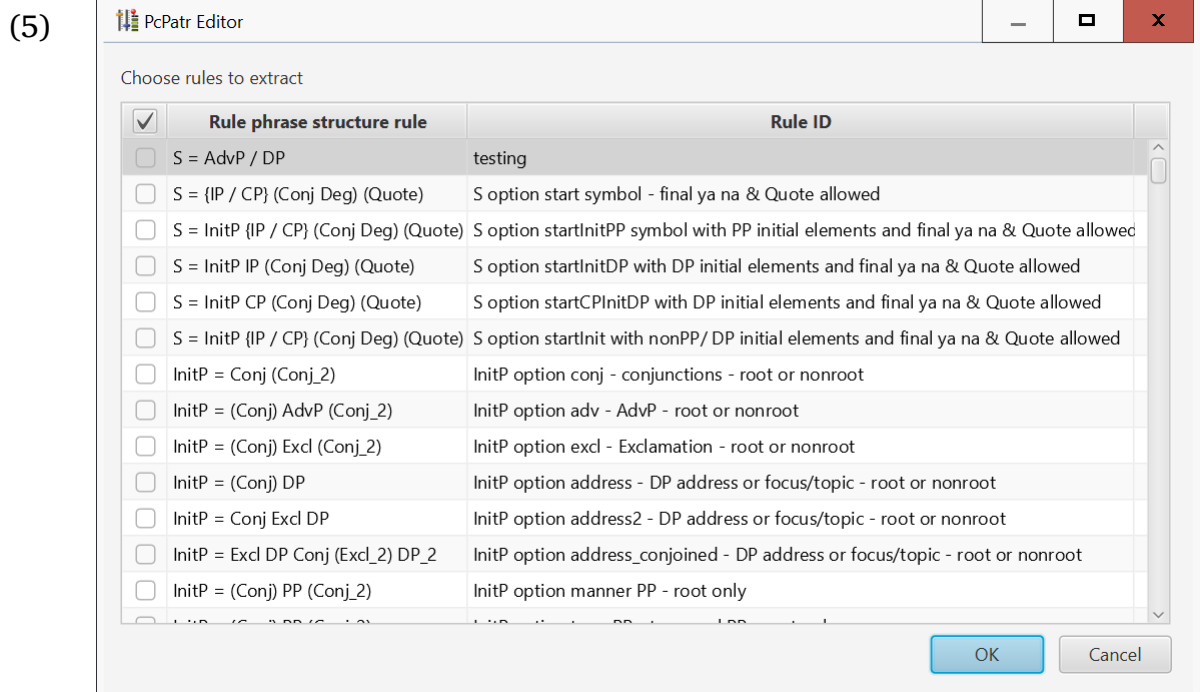 (5)
PcPatr Editor
Choose rules to extract
Rule phrase structure rule Rule ID
S = AdvP / DP testing
S = {IP / CP} (Conj Deg) (Quote) S option start symbol - final ya na & Quote allowed
S = InitP {IP / CP} (Conj Deg) (Quote) S option startInitPP symbol with PP initial elements and final ya na & Quote allowed
S = InitP IP (Conj Deg) (Quote) S option startInitDP with DP initial elements and final ya na & Quote allowed
S = InitP CP (Conj Deg) (Quote) S option startCPInitDP with DP initial elements and final ya na & Quote allowed
S = InitP {IP / CP} (Conj Deg) (Quote) S option startInit with nonPP/ DP initial elements and final ya na & Quote allowed
InitP = Conj (Conj_2) InitP option conj - conjunctions - root or nonroot
InitP = (Conj) AdvP (Conj_2) InitP option adv - AdvP - root or nonroot
InitP = (Conj) Excl (Conj_2) InitP option excl - Exclamation - root or nonroot
InitP = (Conj) DP InitP option address - DP address or focus/topic - root or nonroot
InitP = Conj Excl DP InitP option address2 - DP address or focus/topic - root or nonroot
InitP = Excl DP Conj (Excl_2) DP_2 InitP option address_conjoined - DP address or focus/topic - root or nonroot
InitP = (Conj) PP (Conj_2) InitP option manner PP - root only
OK Cancel